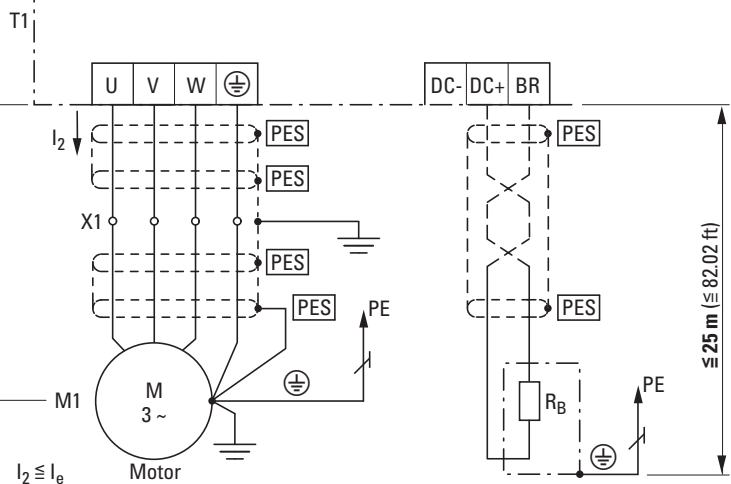 T1
U V W DC- DC+ BR
I2 PES PES
PES
X1
PES
PES PE PES
≦ 25 m (≦ 82.02 ft)
M1 M RB PE
3 ~
I2 ≦ Ie Motor